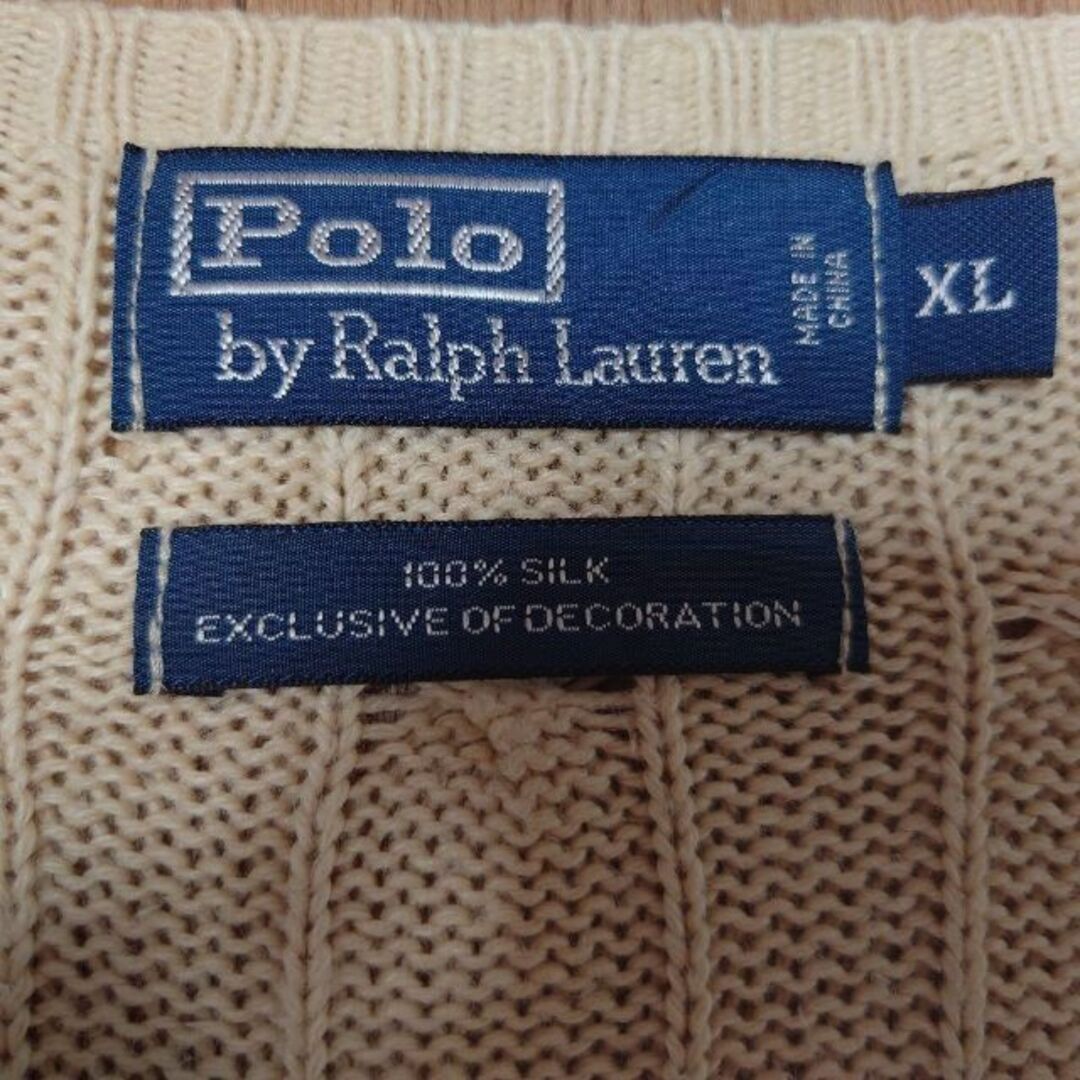 Polo
by Ralph Lauren
MADE IN
CHINA
XL
100% SILK
EXCLUSIVE OF DECORATION